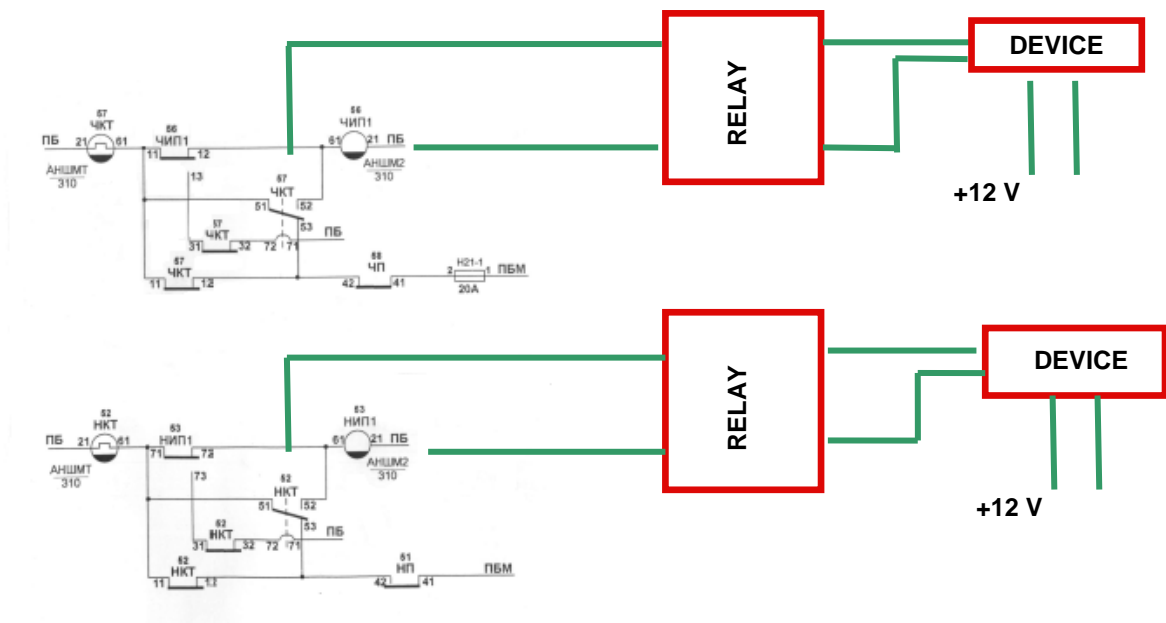 DEVICE
RELAY
57
ЧКТ
ПБ 21 61
АНШМТ
310
56
ЧИП1
11 12
13
56
ЧИП1
61 21 ПБ
АНШМ2
310
57
ЧКТ
51 52
53
57
ЧКТ
31 32 72 71 ПБ
57
ЧКТ
11 12
58
ЧП
42 41
Н21-1
2 1 ПБМ
20А
+12 V
DEVICE
RELAY
52
НКТ
ПБ 21 61
АНШМТ
310
53
НИП1
71 72
73
53
НИП1
61 21 ПБ
АНШМ2
310
52
НКТ
51 52
53
52
НКТ
31 32 72 71 ПБ
52
НКТ
11 12
51
НП
42 41 ПБМ
+12 V